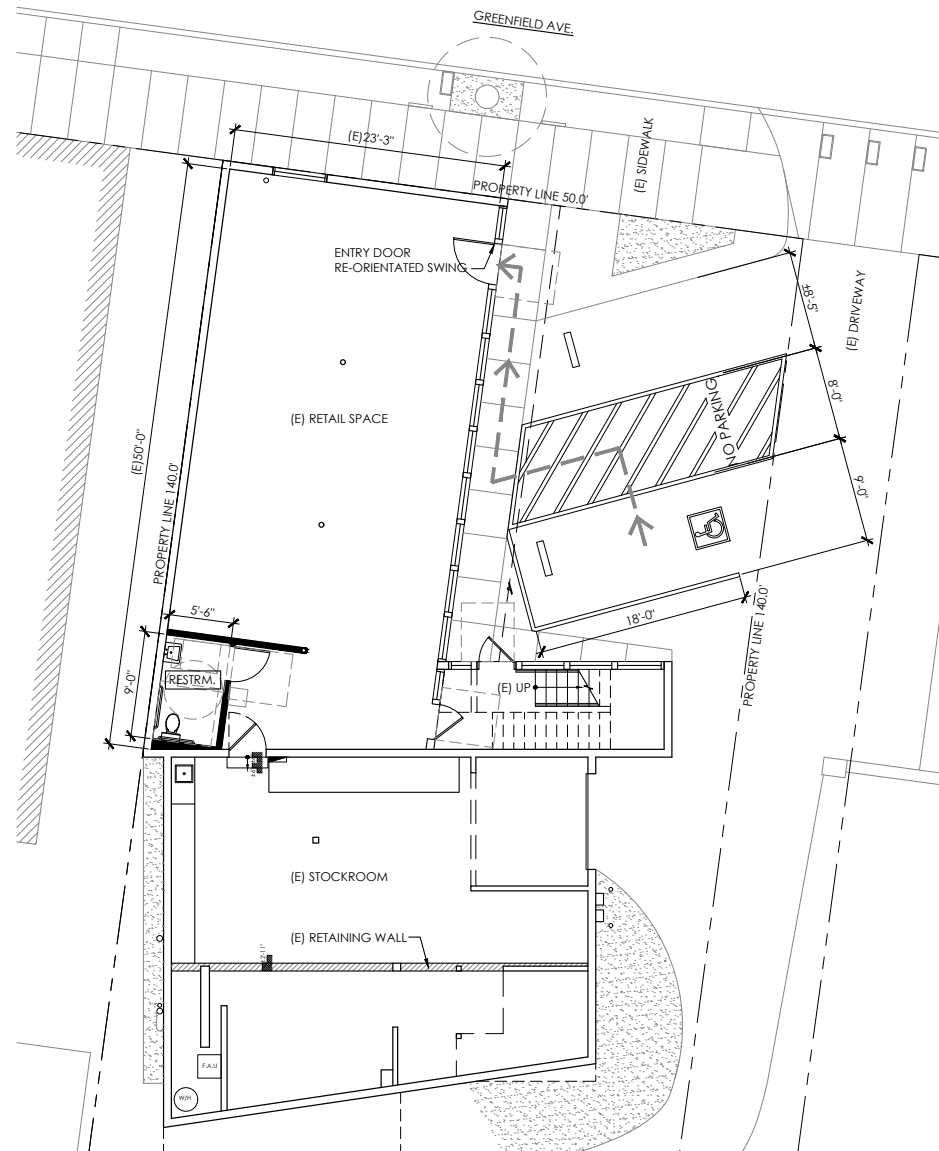 GREENFIELD AVE.
(E)23'-3"
(E) SIDEWALK
PROPERTY LINE 50.0'
ENTRY DOOR
RE-ORIENTATED SWING
±8'-5"
(E) DRIVEWAY
8'-0"
NO PARKING
(E) RETAIL SPACE
(E)50'-0"
PROPERTY LINE 140.0'
9'-0"
5'-6"
18'-0"
PROPERTY LINE 140.0'
9'-0"
RESTRM.
(E) UP
(E) STOCKROOM
(E) RETAINING WALL
±2'-11"
F.A.U
W/H